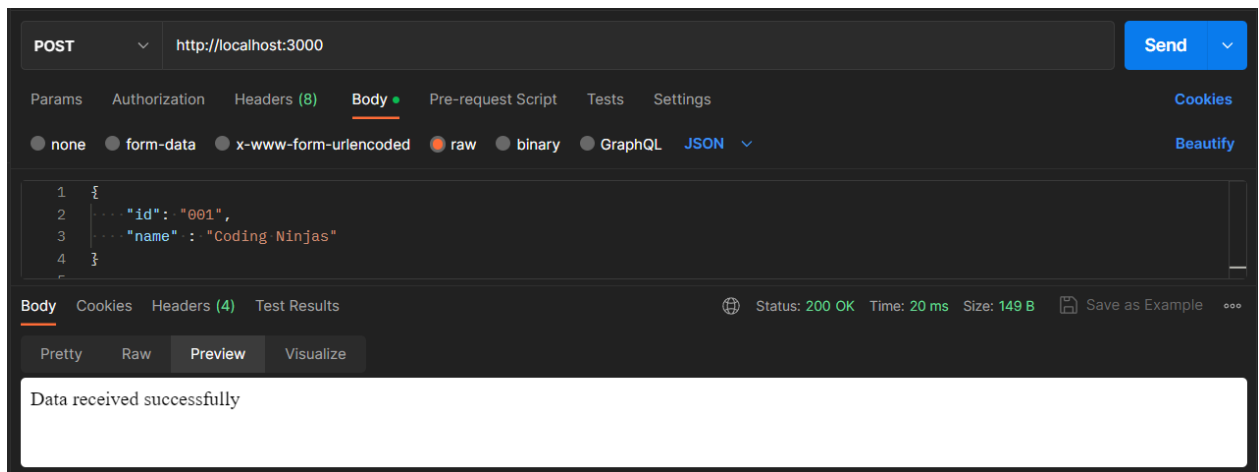 POST http://localhost:3000 Send
Params Authorization Headers (8) Body Pre-request Script Tests Settings Cookies
none form-data x-www-form-urlencoded raw binary GraphQL JSON Beautify
1 {
2 "id": "001",
3 "name" : "Coding Ninjas"
4 }
Body Cookies Headers (4) Test Results Status: 200 OK Time: 20 ms Size: 149 B Save as Example
Pretty Raw Preview Visualize
Data received successfully